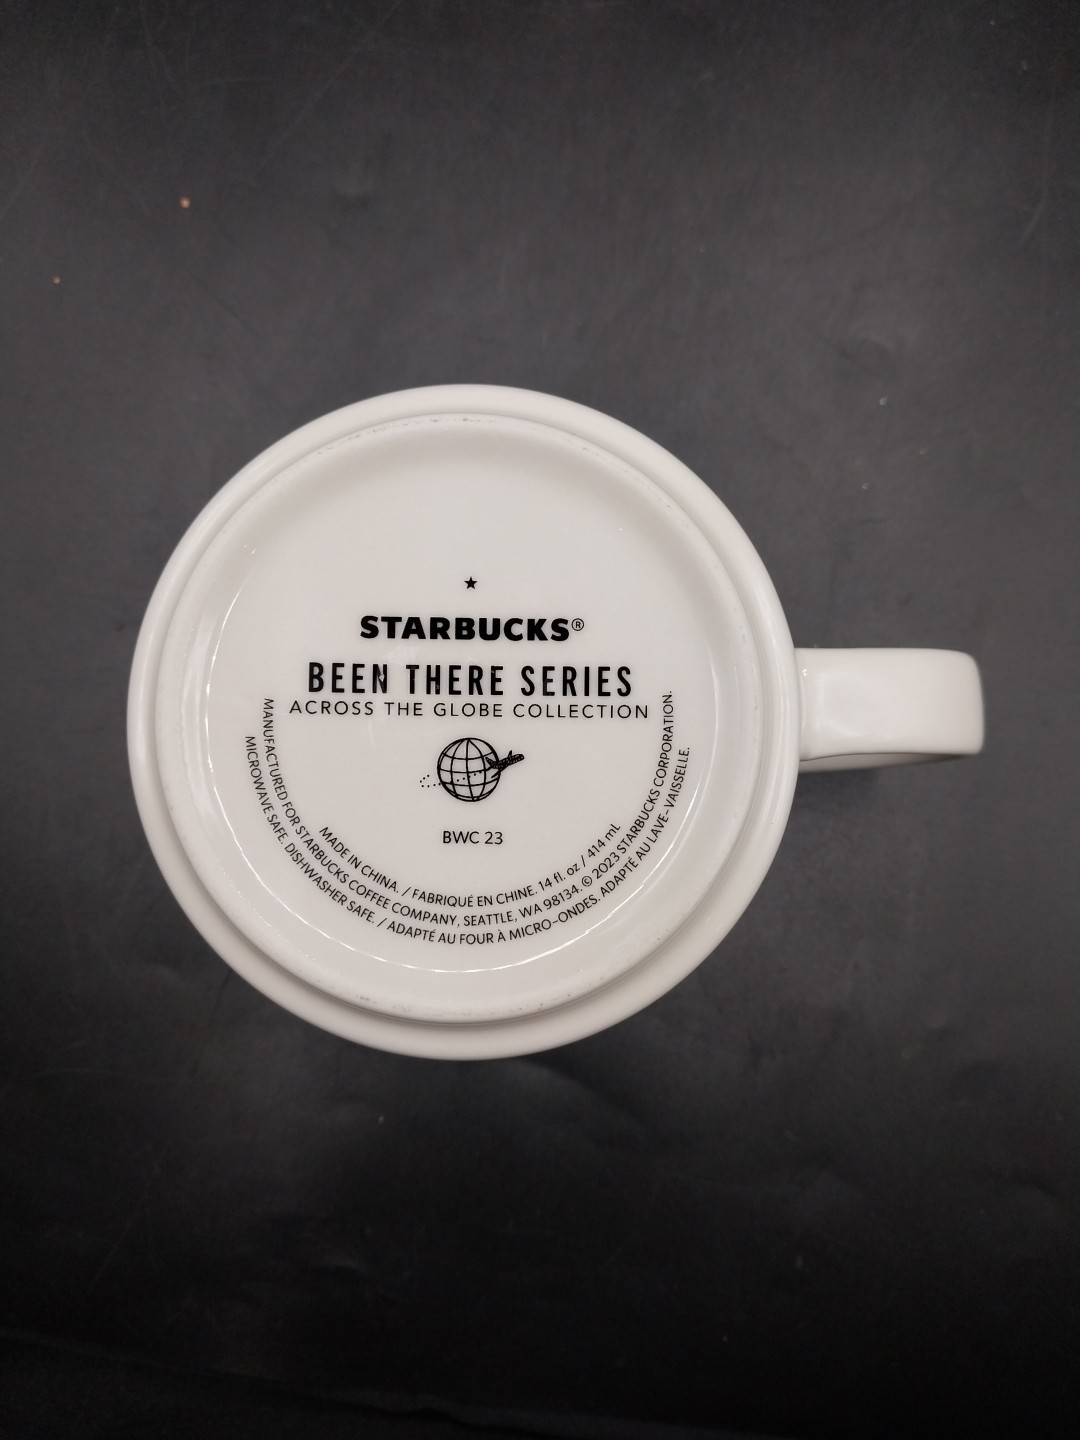 STARBUCKS®
BEEN THERE SERIES
ACROSS THE GLOBE COLLECTION
BWC 23
MADE IN CHINA. / FABRIQUÉ EN CHINE. 14 fl. oz / 414 mL
MANUFACTURED FOR STARBUCKS COFFEE COMPANY, SEATTLE, WA 98134. © 2023 STARBUCKS CORPORATION.
MICROWAVE SAFE. DISHWASHER SAFE. / ADAPTÉ AU FOUR À MICRO-ONDES. ADAPTÉ AU LAVE-VAISSELLE.